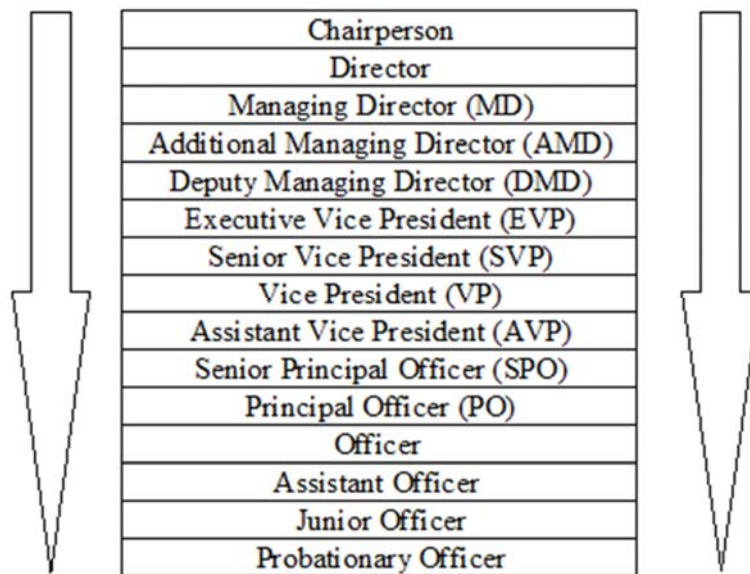 Chairperson
Director
Managing Director (MD)
Additional Managing Director (AMD)
Deputy Managing Director (DMD)
Executive Vice President (EVP)
Senior Vice President (SVP)
Vice President (VP)
Assistant Vice President (AVP)
Senior Principal Officer (SPO)
Principal Officer (PO)
Officer
Assistant Officer
Junior Officer
Probationary Officer